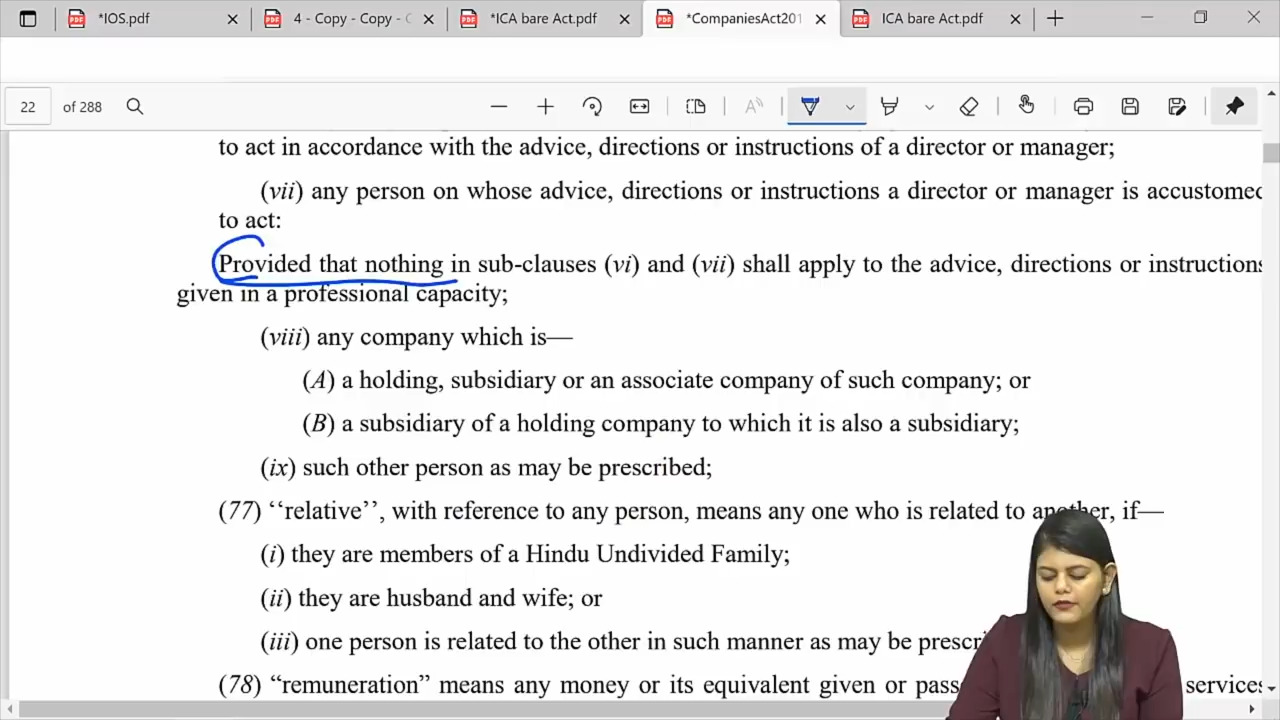 *IOS.pdf
4 - Copy - Copy - C
*ICA bare Act.pdf
*CompaniesAct201
ICA bare Act.pdf
22 of 288
to act in accordance with the advice, directions or instructions of a director or manager;
(vii) any person on whose advice, directions or instructions a director or manager is accustomed
to act:
Provided that nothing in sub-clauses (vi) and (vii) shall apply to the advice, directions or instructions
given in a professional capacity;
(viii) any company which is—
(A) a holding, subsidiary or an associate company of such company; or
(B) a subsidiary of a holding company to which it is also a subsidiary;
(ix) such other person as may be prescribed;
(77) ‘‘relative’’, with reference to any person, means any one who is related to another, if—
(i) they are members of a Hindu Undivided Family;
(ii) they are husband and wife; or
(iii) one person is related to the other in such manner as may be prescri
(78) “remuneration” means any money or its equivalent given or pass services